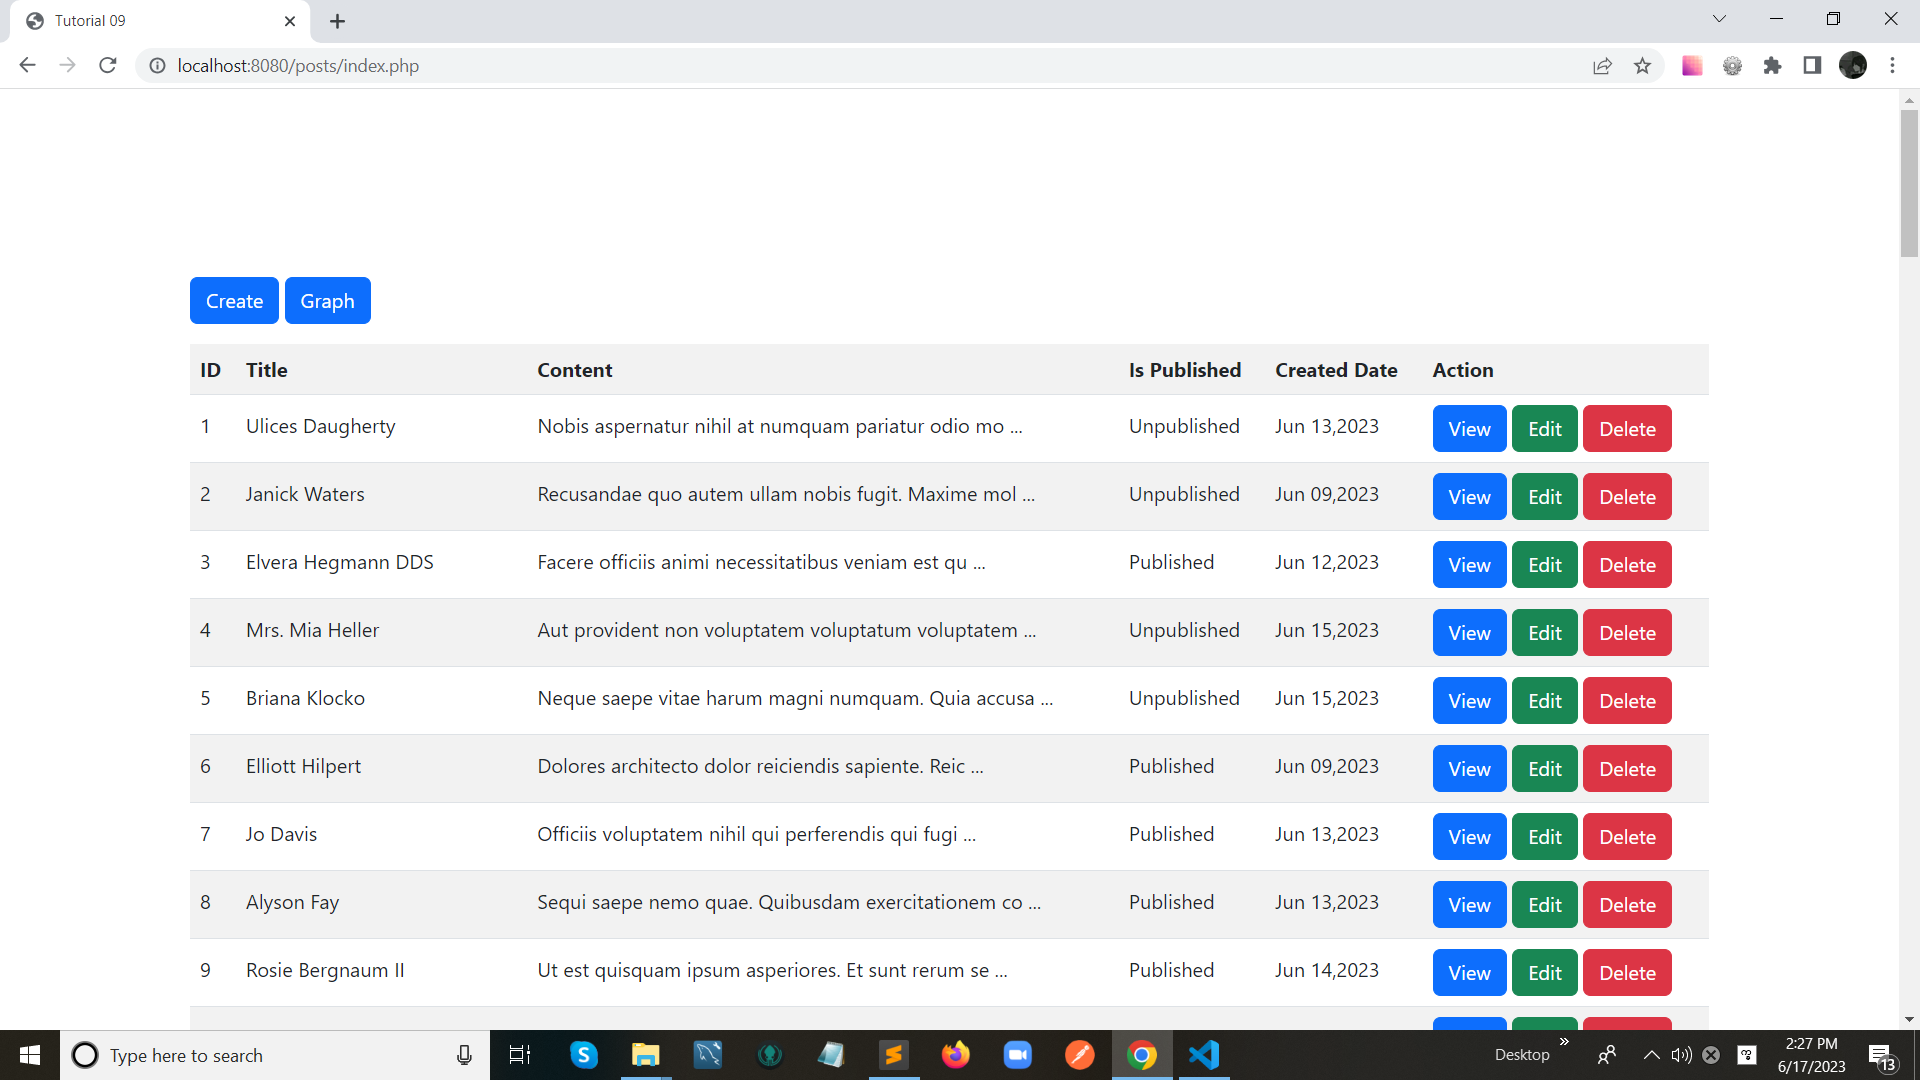 Tutorial 09
localhost:8080/posts/index.php
Create Graph
ID Title Content Is Published Created Date Action
1 Ulices Daugherty Nobis aspernatur nihil at numquam pariatur odio mo ... Unpublished Jun 13,2023 View Edit Delete
2 Janick Waters Recusandae quo autem ullam nobis fugit. Maxime mol ... Unpublished Jun 09,2023 View Edit Delete
3 Elvera Hegmann DDS Facere officiis animi necessitatibus veniam est qu ... Published Jun 12,2023 View Edit Delete
4 Mrs. Mia Heller Aut provident non voluptatem voluptatum voluptatem ... Unpublished Jun 15,2023 View Edit Delete
5 Briana Klocko Neque saepe vitae harum magni numquam. Quia accusa ... Unpublished Jun 15,2023 View Edit Delete
6 Elliott Hilpert Dolores architecto dolor reiciendis sapiente. Reic ... Published Jun 09,2023 View Edit Delete
7 Jo Davis Officiis voluptatem nihil qui perferendis qui fugi ... Published Jun 13,2023 View Edit Delete
8 Alyson Fay Sequi saepe nemo quae. Quibusdam exercitationem co ... Published Jun 13,2023 View Edit Delete
9 Rosie Bergnaum II Ut est quisquam ipsum asperiores. Et sunt rerum se ... Published Jun 14,2023 View Edit Delete
Type here to search
Desktop
2:27 PM
6/17/2023
13